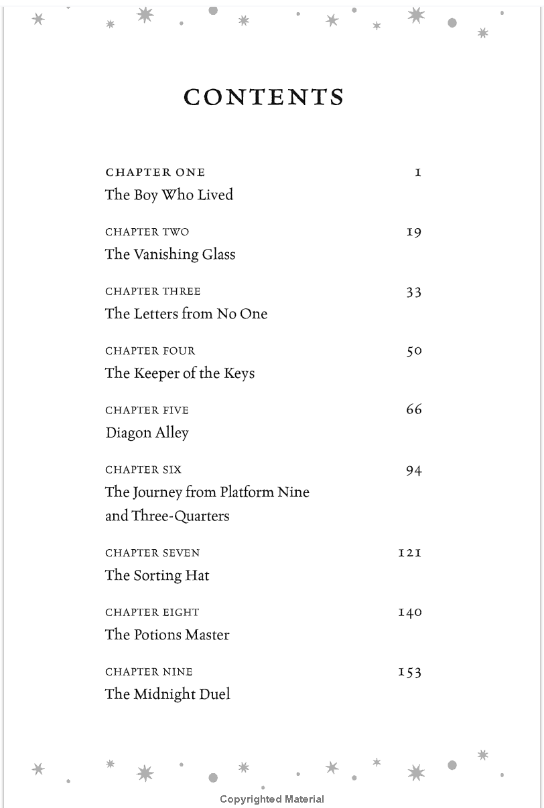 CONTENTS
CHAPTER ONE 1
The Boy Who Lived
CHAPTER TWO 19
The Vanishing Glass
CHAPTER THREE 33
The Letters from No One
CHAPTER FOUR 50
The Keeper of the Keys
CHAPTER FIVE 66
Diagon Alley
CHAPTER SIX 94
The Journey from Platform Nine
and Three-Quarters
CHAPTER SEVEN 121
The Sorting Hat
CHAPTER EIGHT 140
The Potions Master
CHAPTER NINE 153
The Midnight Duel
Copyrighted Material